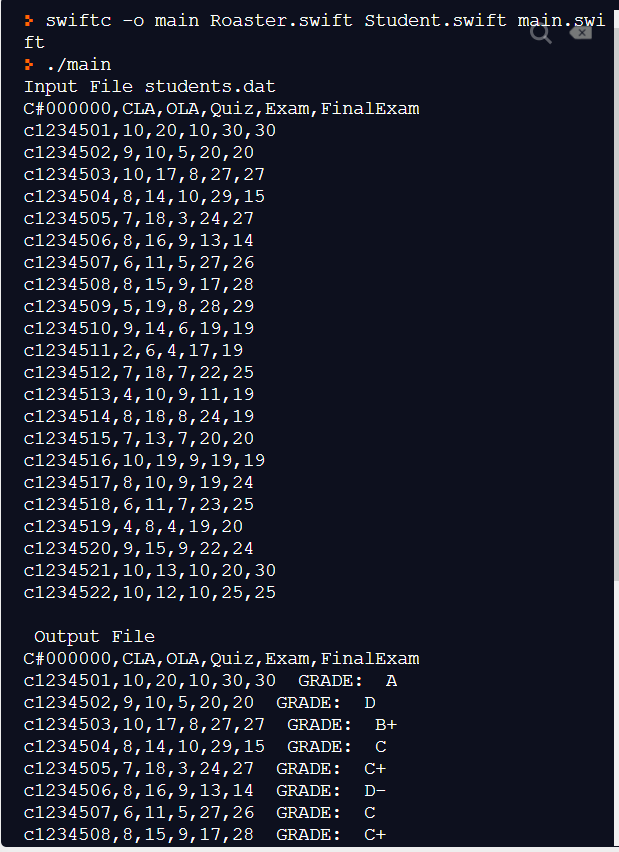 swiftc -o main Roaster.swift Student.swift main.swi
ft
./main
Input File students.dat
C#000000,CLA,OLA,Quiz,Exam,FinalExam
c1234501,10,20,10,30,30
c1234502,9,10,5,20,20
c1234503,10,17,8,27,27
c1234504,8,14,10,29,15
c1234505,7,18,3,24,27
c1234506,8,16,9,13,14
c1234507,6,11,5,27,26
c1234508,8,15,9,17,28
c1234509,5,19,8,28,29
c1234510,9,14,6,19,19
c1234511,2,6,4,17,19
c1234512,7,18,7,22,25
c1234513,4,10,9,11,19
c1234514,8,18,8,24,19
c1234515,7,13,7,20,20
c1234516,10,19,9,19,19
c1234517,8,10,9,19,24
c1234518,6,11,7,23,25
c1234519,4,8,4,19,20
c1234520,9,15,9,22,24
c1234521,10,13,10,20,30
c1234522,10,12,10,25,25
Output File
C#000000,CLA,OLA,Quiz,Exam,FinalExam
c1234501,10,20,10,30,30  GRADE:  A
c1234502,9,10,5,20,20  GRADE:  D
c1234503,10,17,8,27,27  GRADE:  B+
c1234504,8,14,10,29,15  GRADE:  C
c1234505,7,18,3,24,27  GRADE:  C+
c1234506,8,16,9,13,14  GRADE:  D-
c1234507,6,11,5,27,26  GRADE:  C
c1234508,8,15,9,17,28  GRADE:  C+